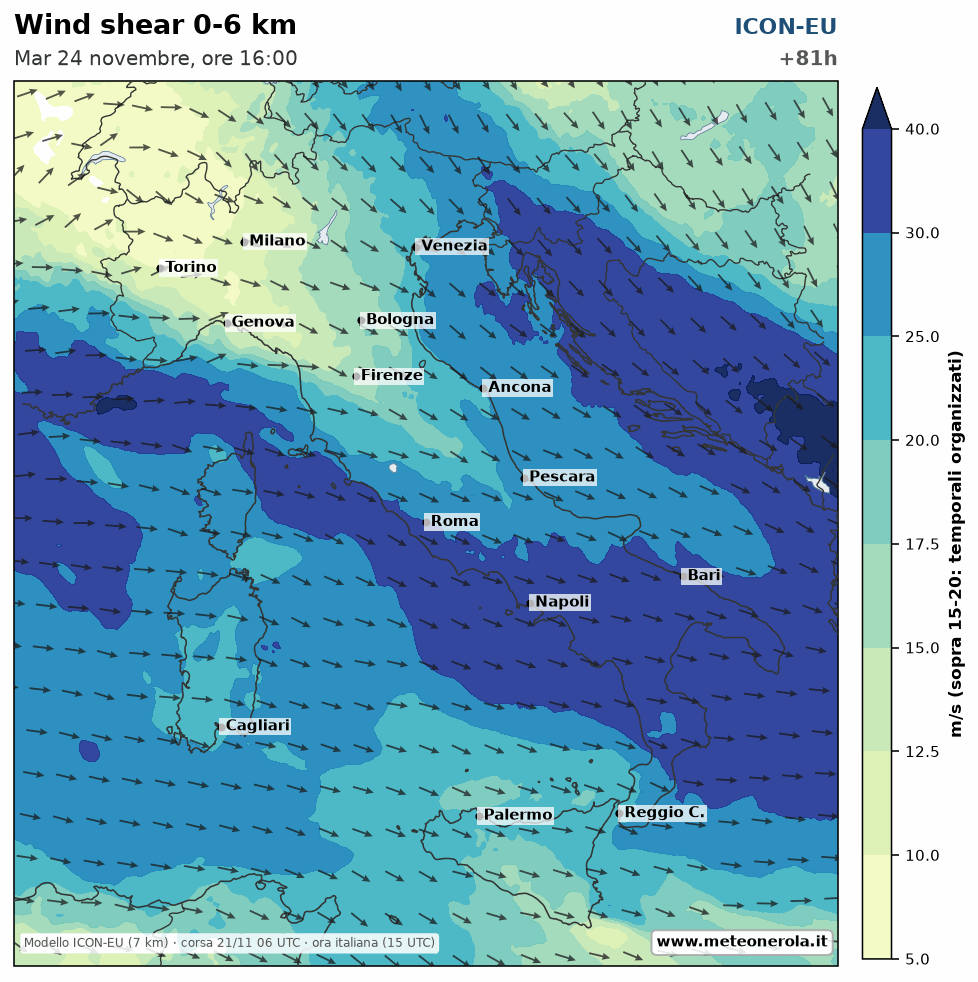 Wind shear 0-6 km
ICON-EU
Mar 24 novembre, ore 16:00
+81h
40.0
30.0
25.0
20.0
17.5
15.0
12.5
10.0
5.0
m/s (sopra 15-20: temporali organizzati)
Milano
Venezia
Torino
Genova
Bologna
Firenze
Ancona
Pescara
Roma
Bari
Napoli
Cagliari
Palermo
Reggio C.
Modello ICON-EU (7 km) · corsa 21/11 06 UTC · ora italiana (15 UTC)
www.meteonerola.it